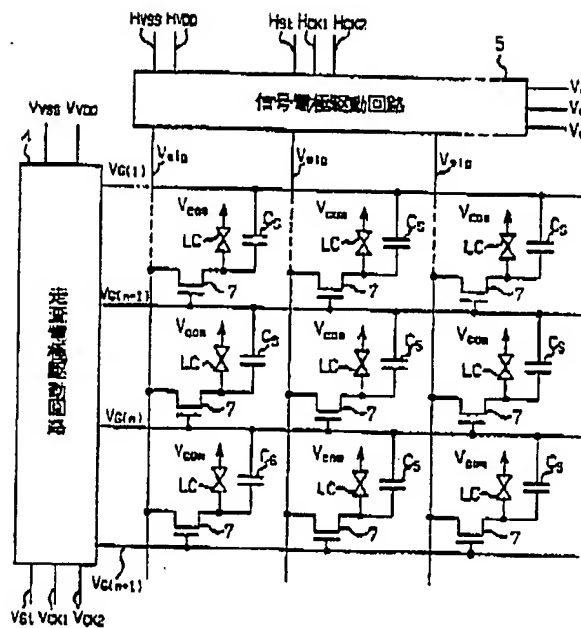 HVSS HVDD HSt HCK1 HCK2
5
信号電極駆動回路
VVSS VVDD
Vsig Vsig Vsig
VG(1)
VCOM CS VCOM CS VCOM CS
LC LC LC
7 7 7
VG(n-1)
VCOM CS VCOM CS VCOM CS
LC LC LC
7 7 7
VG(n)
VCOM CS VCOM CS VCOM CS
LC LC LC
7 7 7
VG(n+1)
VCK1 VCK2